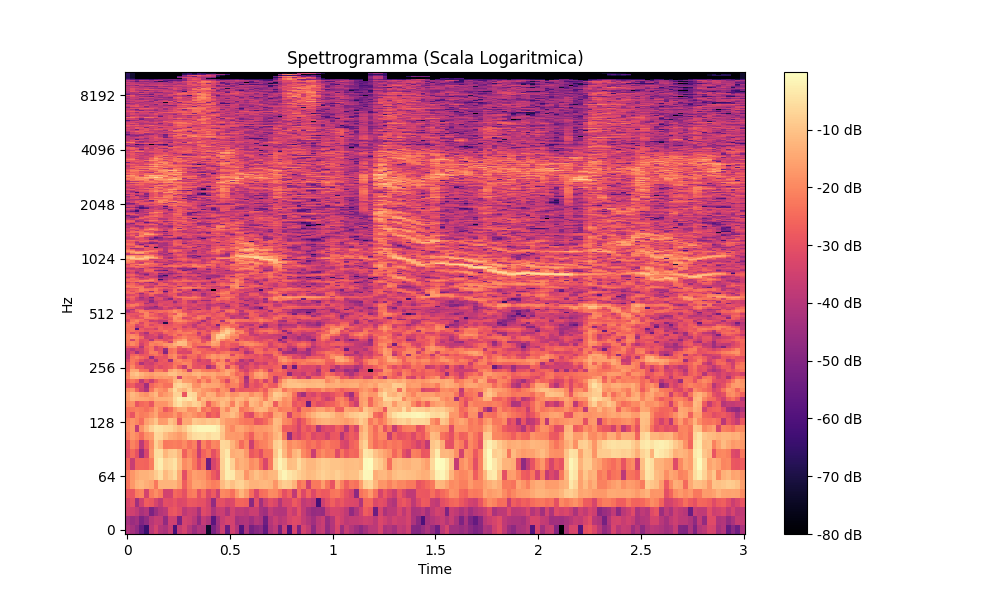 Spettrogramma (Scala Logaritmica)
Hz
8192
4096
2048
1024
512
256
128
64
0
0
0.5
1
1.5
2
2.5
3
Time
-10 dB
-20 dB
-30 dB
-40 dB
-50 dB
-60 dB
-70 dB
-80 dB